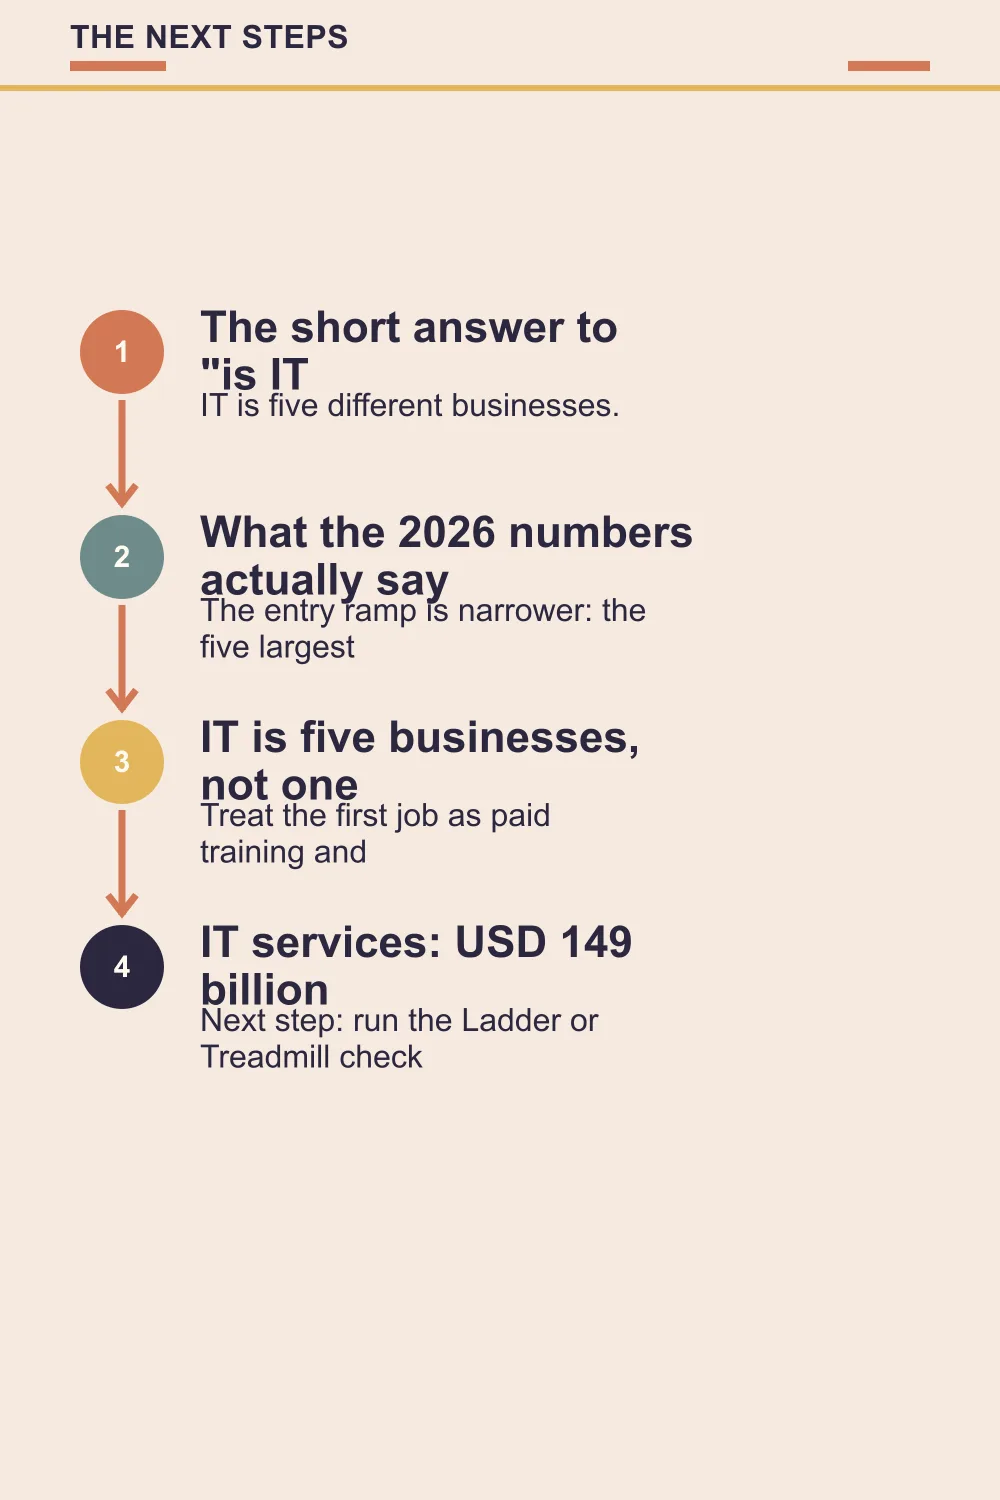 THE NEXT STEPS
1
The short answer to
"is IT
IT is five different businesses.
2
What the 2026 numbers
actually say
The entry ramp is narrower: the
five largest
3
IT is five businesses,
not one
Treat the first job as paid
training and
4
IT services: USD 149
billion
Next step: run the Ladder or
Treadmill check